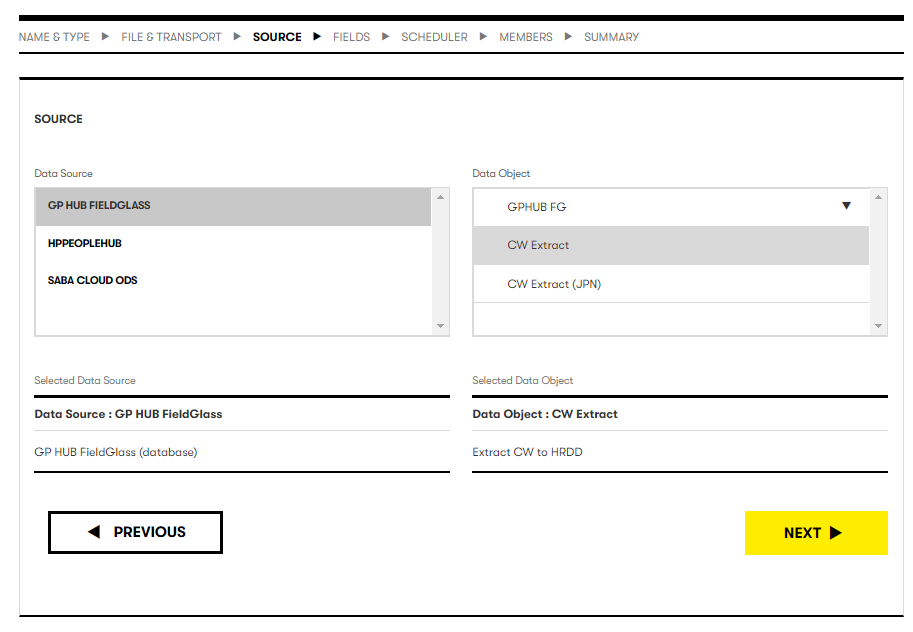 NAME & TYPE ▶ FILE & TRANSPORT ▶ SOURCE ▶ FIELDS ▶ SCHEDULER ▶ MEMBERS ▶ SUMMARY
SOURCE
Data Source
GP HUB FIELDGLASS
HPPEOPLEHUB
SABA CLOUD ODS
Data Object
GPHUB FG
CW Extract
CW Extract (JPN)
Selected Data Source
Data Source : GP HUB FieldGlass
GP HUB FieldGlass (database)
Selected Data Object
Data Object : CW Extract
Extract CW to HRDD
PREVIOUS
NEXT